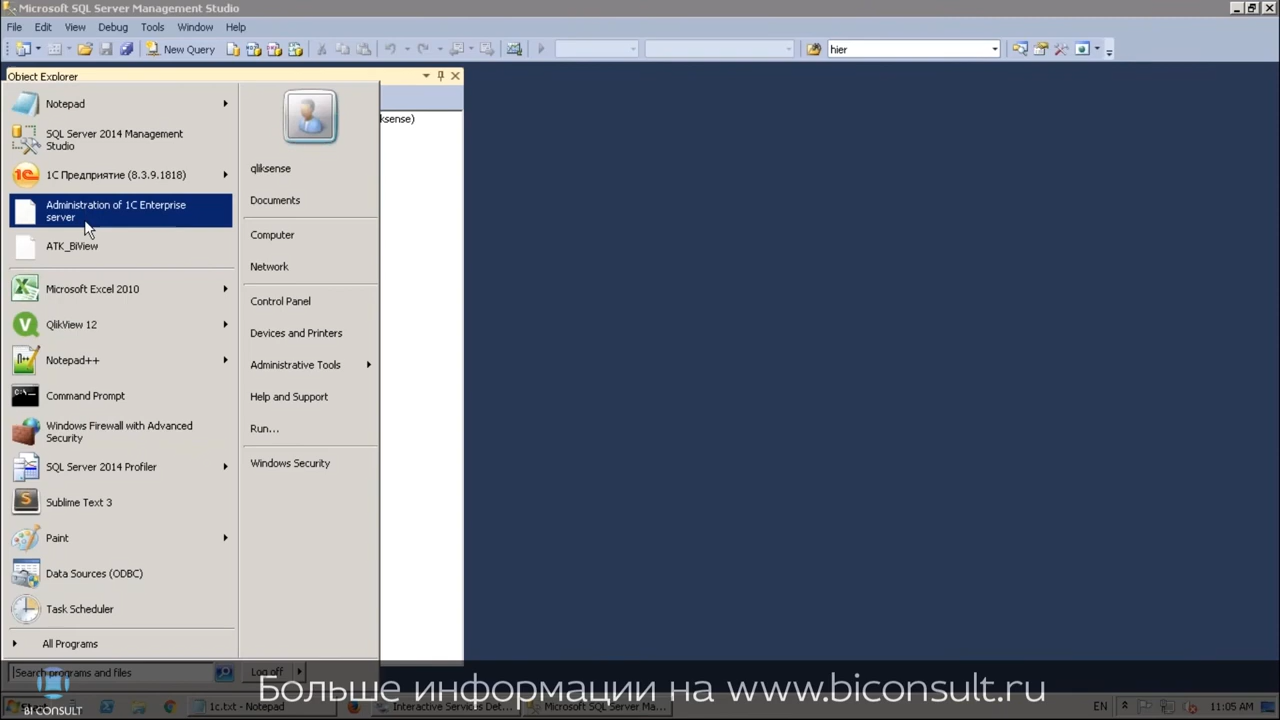 Microsoft SQL Server Management Studio
File Edit View Debug Tools Window Help
New Query
hier
Object Explorer
ksense)
Notepad
SQL Server 2014 Management
Studio
1С Предприятие (8.3.9.1818)
Administration of 1C Enterprise
server
ATK_BiView
Microsoft Excel 2010
QlikView 12
Notepad++
Command Prompt
Windows Firewall with Advanced
Security
SQL Server 2014 Profiler
Sublime Text 3
Paint
Data Sources (ODBC)
Task Scheduler
All Programs
Search programs and files
qliksense
Documents
Computer
Network
Control Panel
Devices and Printers
Administrative Tools
Help and Support
Run...
Windows Security
Log off
Больше информации на www.biconsult.ru
BI CONSULT
1c.txt - Notepad
Interactive Services Det...
Microsoft SQL Server Ma...
EN
11:05 AM